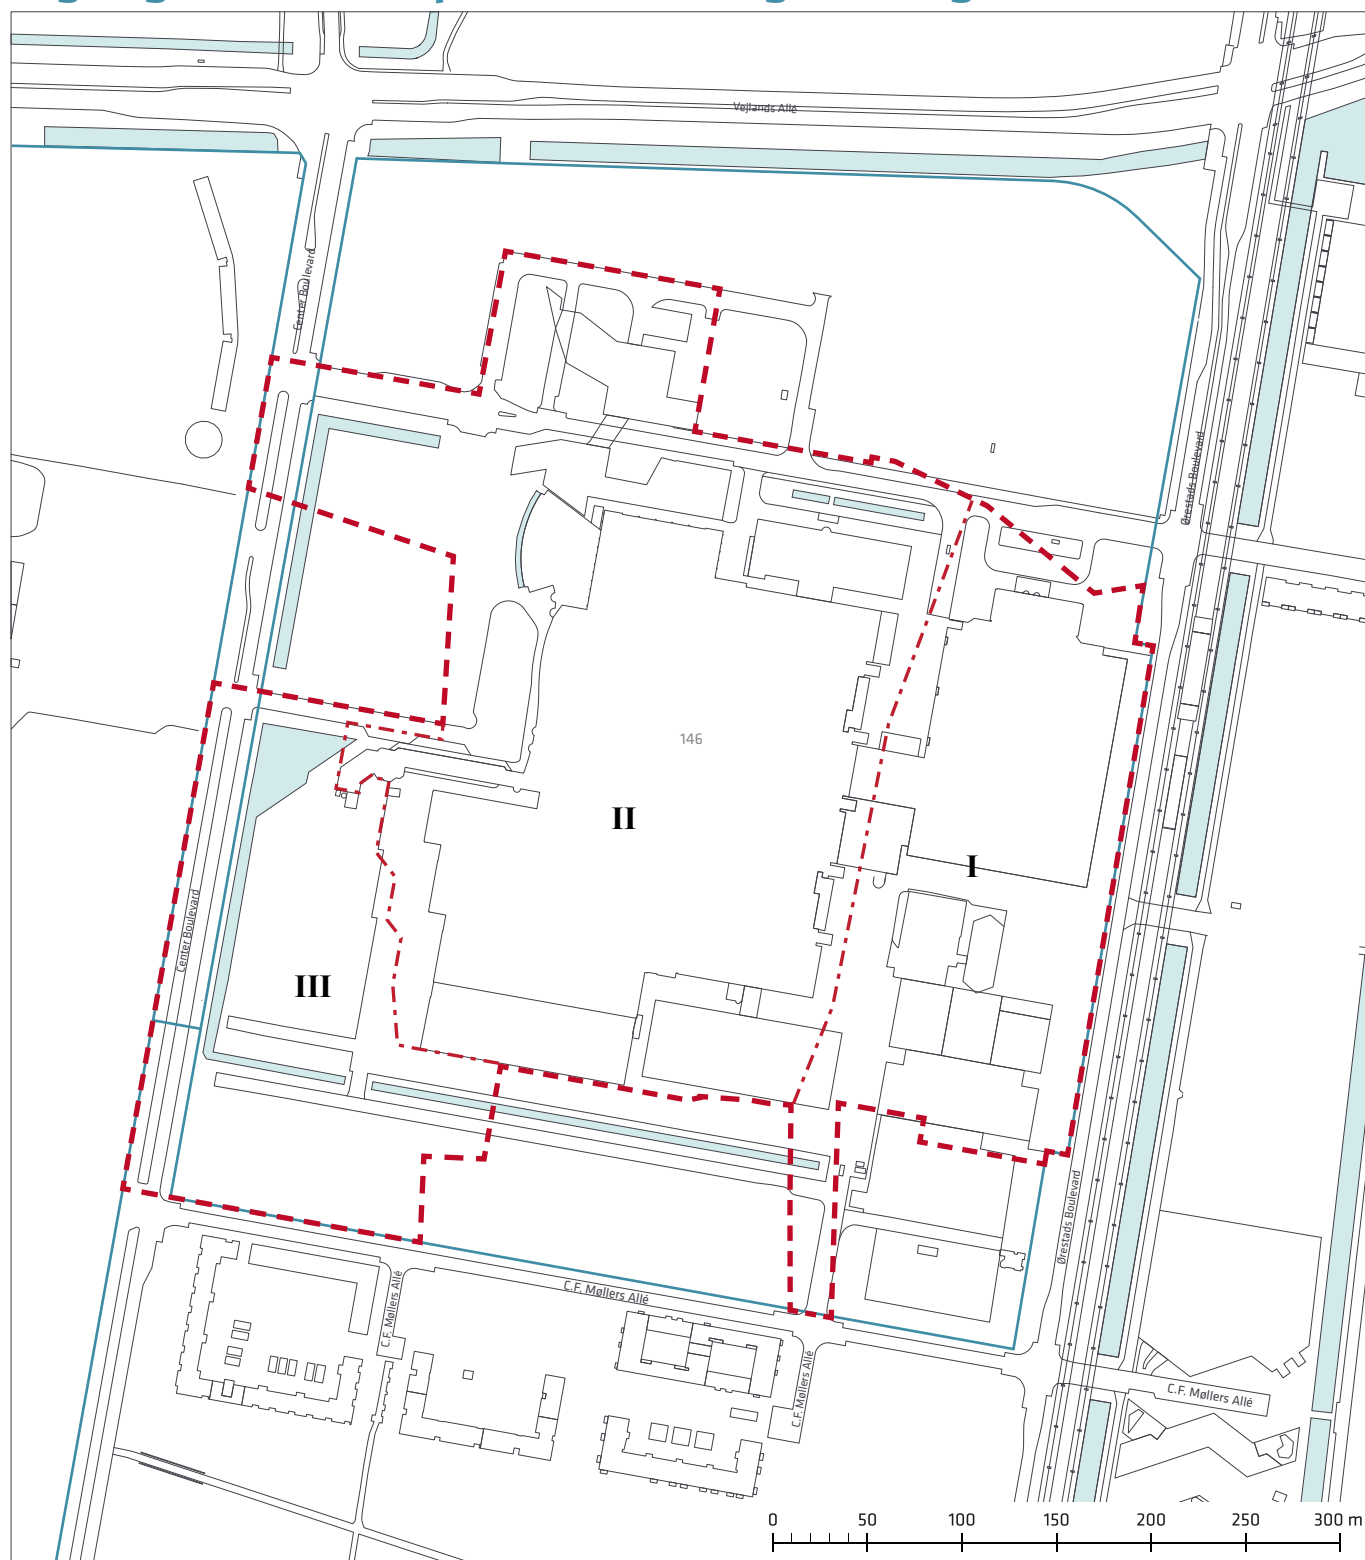 Vejlands Allé
Center Boulevard
Ørestads Boulevard
146
II
I
Center Boulevard
III
Ørestads Boulevard
C.F. Møllers Allé
C.F. Møllers Allé
C.F. Møllers Allé
C.F. Møllers Allé
0 50 100 150 200 250 300 m